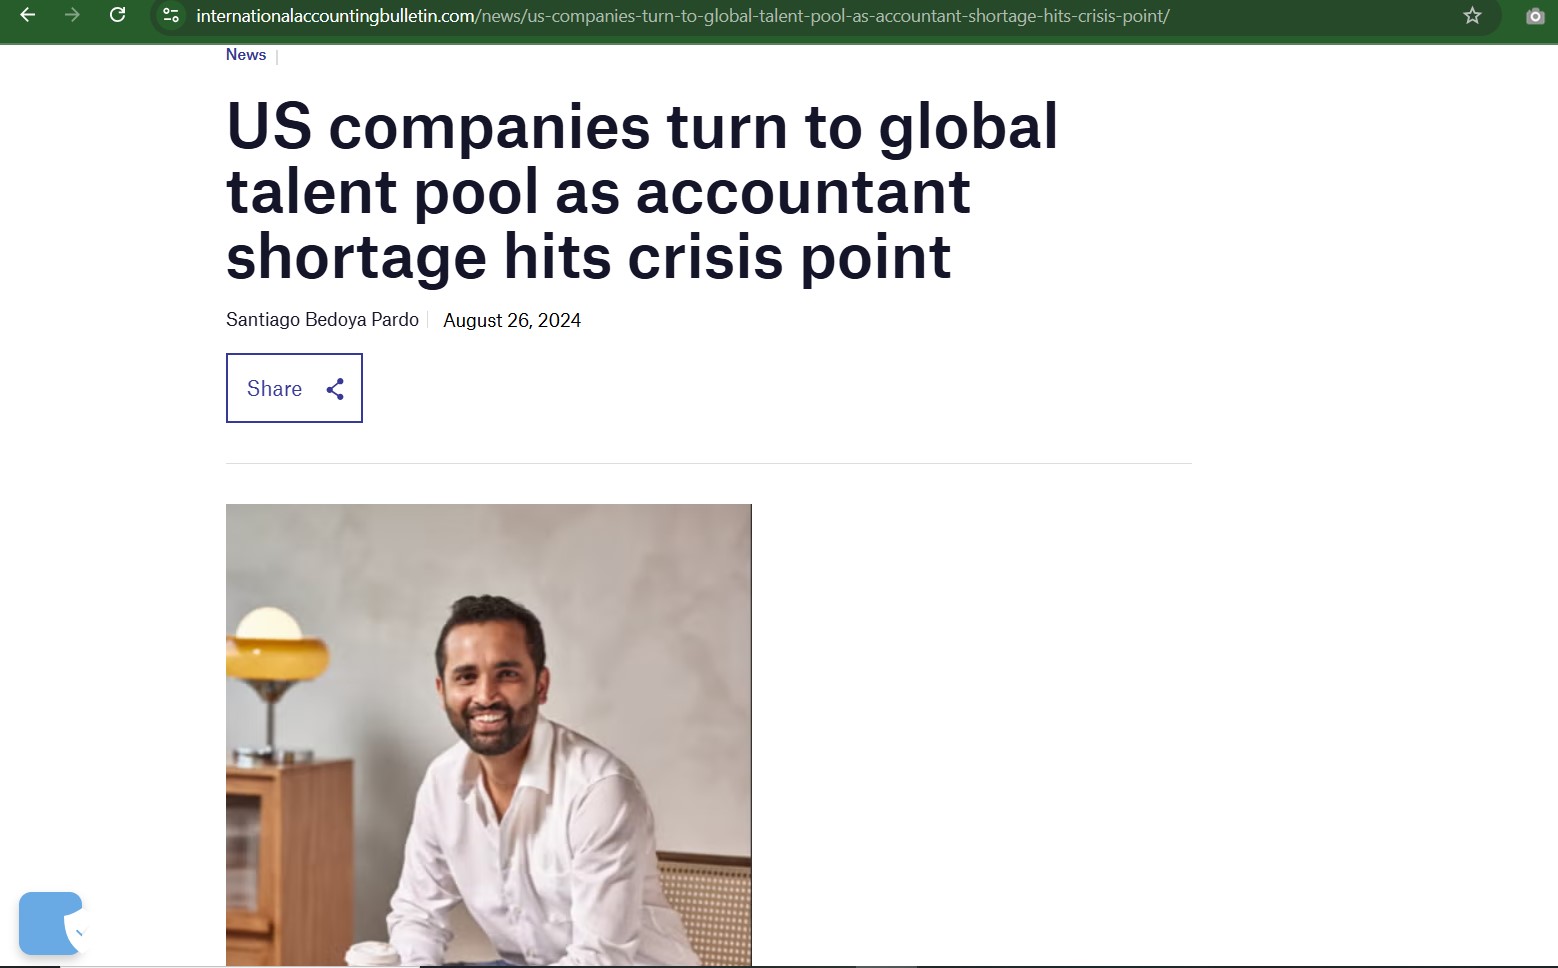 internationalaccountingbulletin.com/news/us-companies-turn-to-global-talent-pool-as-accountant-shortage-hits-crisis-point/
News
US companies turn to global
talent pool as accountant
shortage hits crisis point
Santiago Bedoya Pardo
August 26, 2024
Share